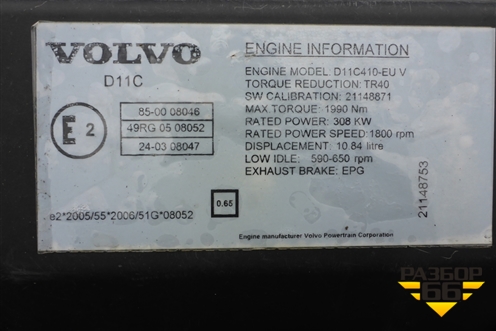 VOLVO
D11C
E 2
85-00 08046
49RG 05 08052
24-03 08047
e2*2005/55*2006/51G*08052
0.65
ENGINE INFORMATION
ENGINE MODEL: D11C410-EU V
TORQUE REDUCTION: TR40
SW CALIBRATION: 21148871
MAX TORQUE: 1990 Nm
RATED POWER: 308 KW
RATED POWER SPEED: 1800 rpm
DISPLACEMENT: 10.84 litre
LOW IDLE: 590-650 rpm
EXHAUST BRAKE: EPG
21148753
Engine manufacturer Volvo Powertrain Corporation
РАЗБОР
66